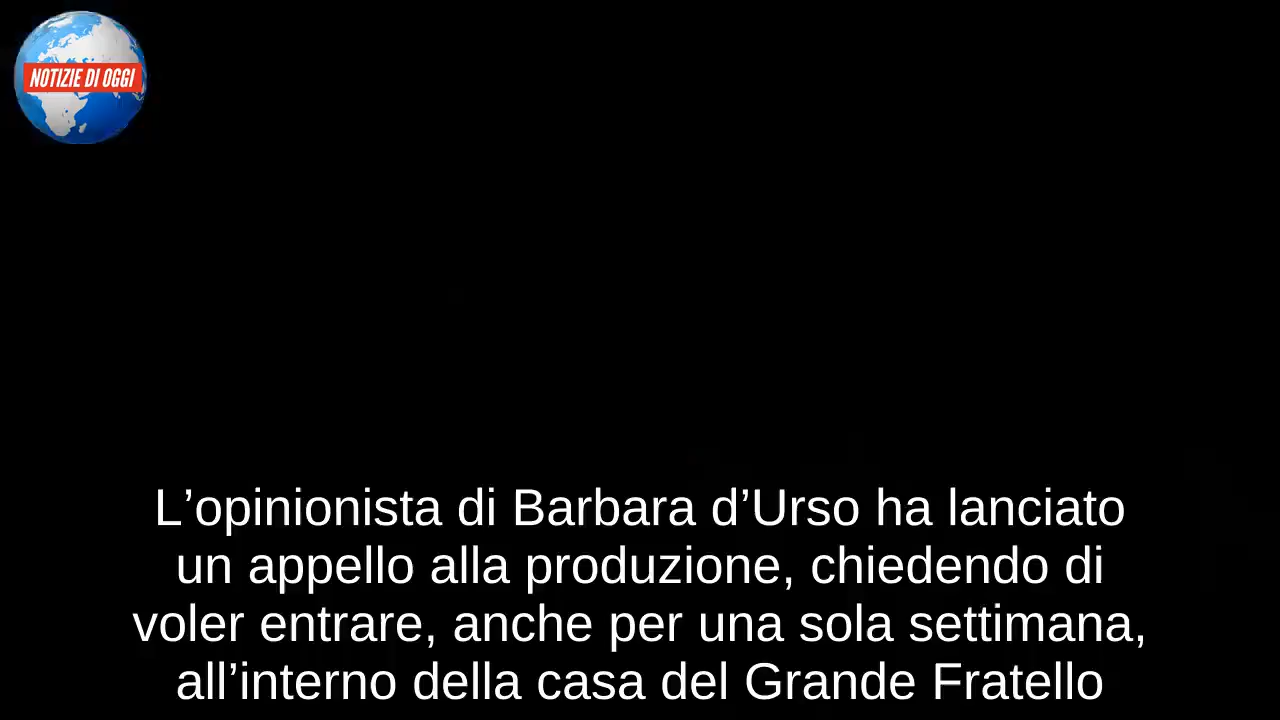 NOTIZIE DI OGGI
L’opinionista di Barbara d’Urso ha lanciato
un appello alla produzione, chiedendo di
voler entrare, anche per una sola settimana,
all’interno della casa del Grande Fratello